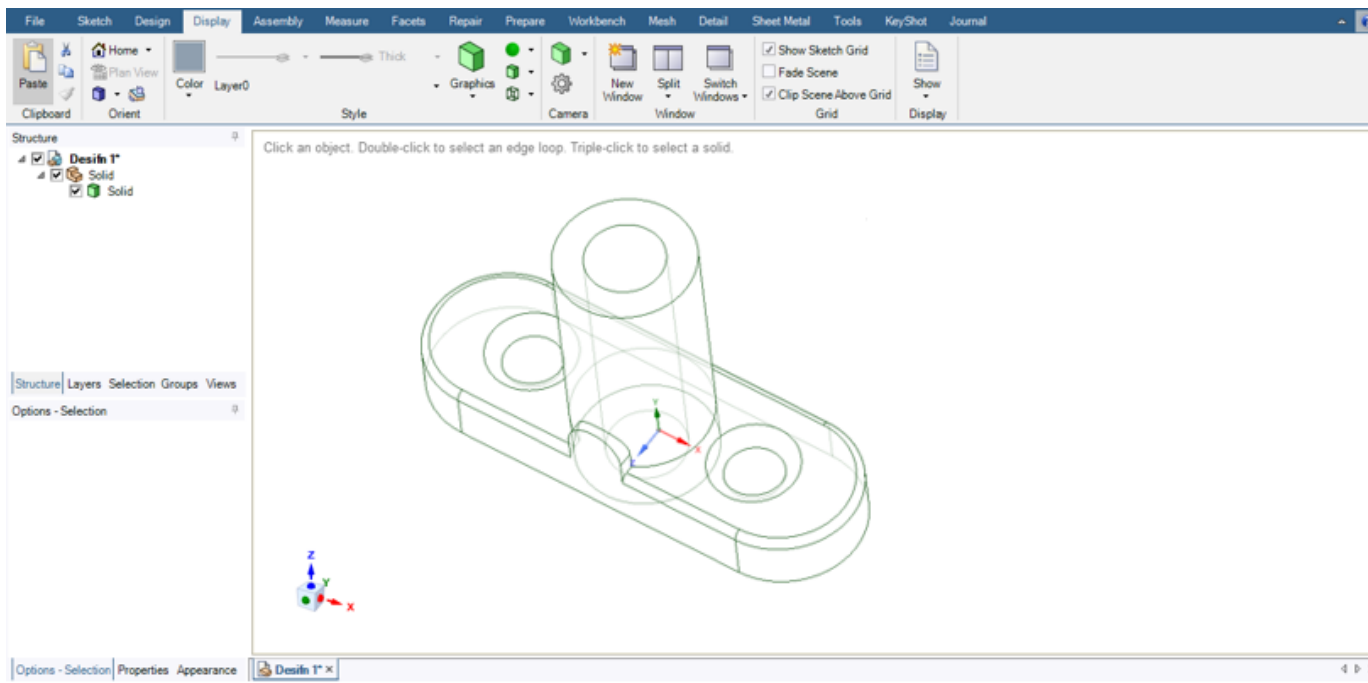 File Sketch Design Display Assembly Measure Facets Repair Prepare Workbench Mesh Detail Sheet Metal Tools KeyShot Journal
Paste
Clipboard
Home
Plan View
Orient
Color
Layer0
Thick
Style
Graphics
Camera
New Window
Split
Switch Windows
Window
Show Sketch Grid
Fade Scene
Clip Scene Above Grid
Grid
Show
Display
Structure
Desifn 1*
Solid
Solid
Structure Layers Selection Groups Views
Options - Selection
Click an object. Double-click to select an edge loop. Triple-click to select a solid.
Y
X
Z
Z
Y
X
Options - Selection Properties Appearance
Desifn 1*